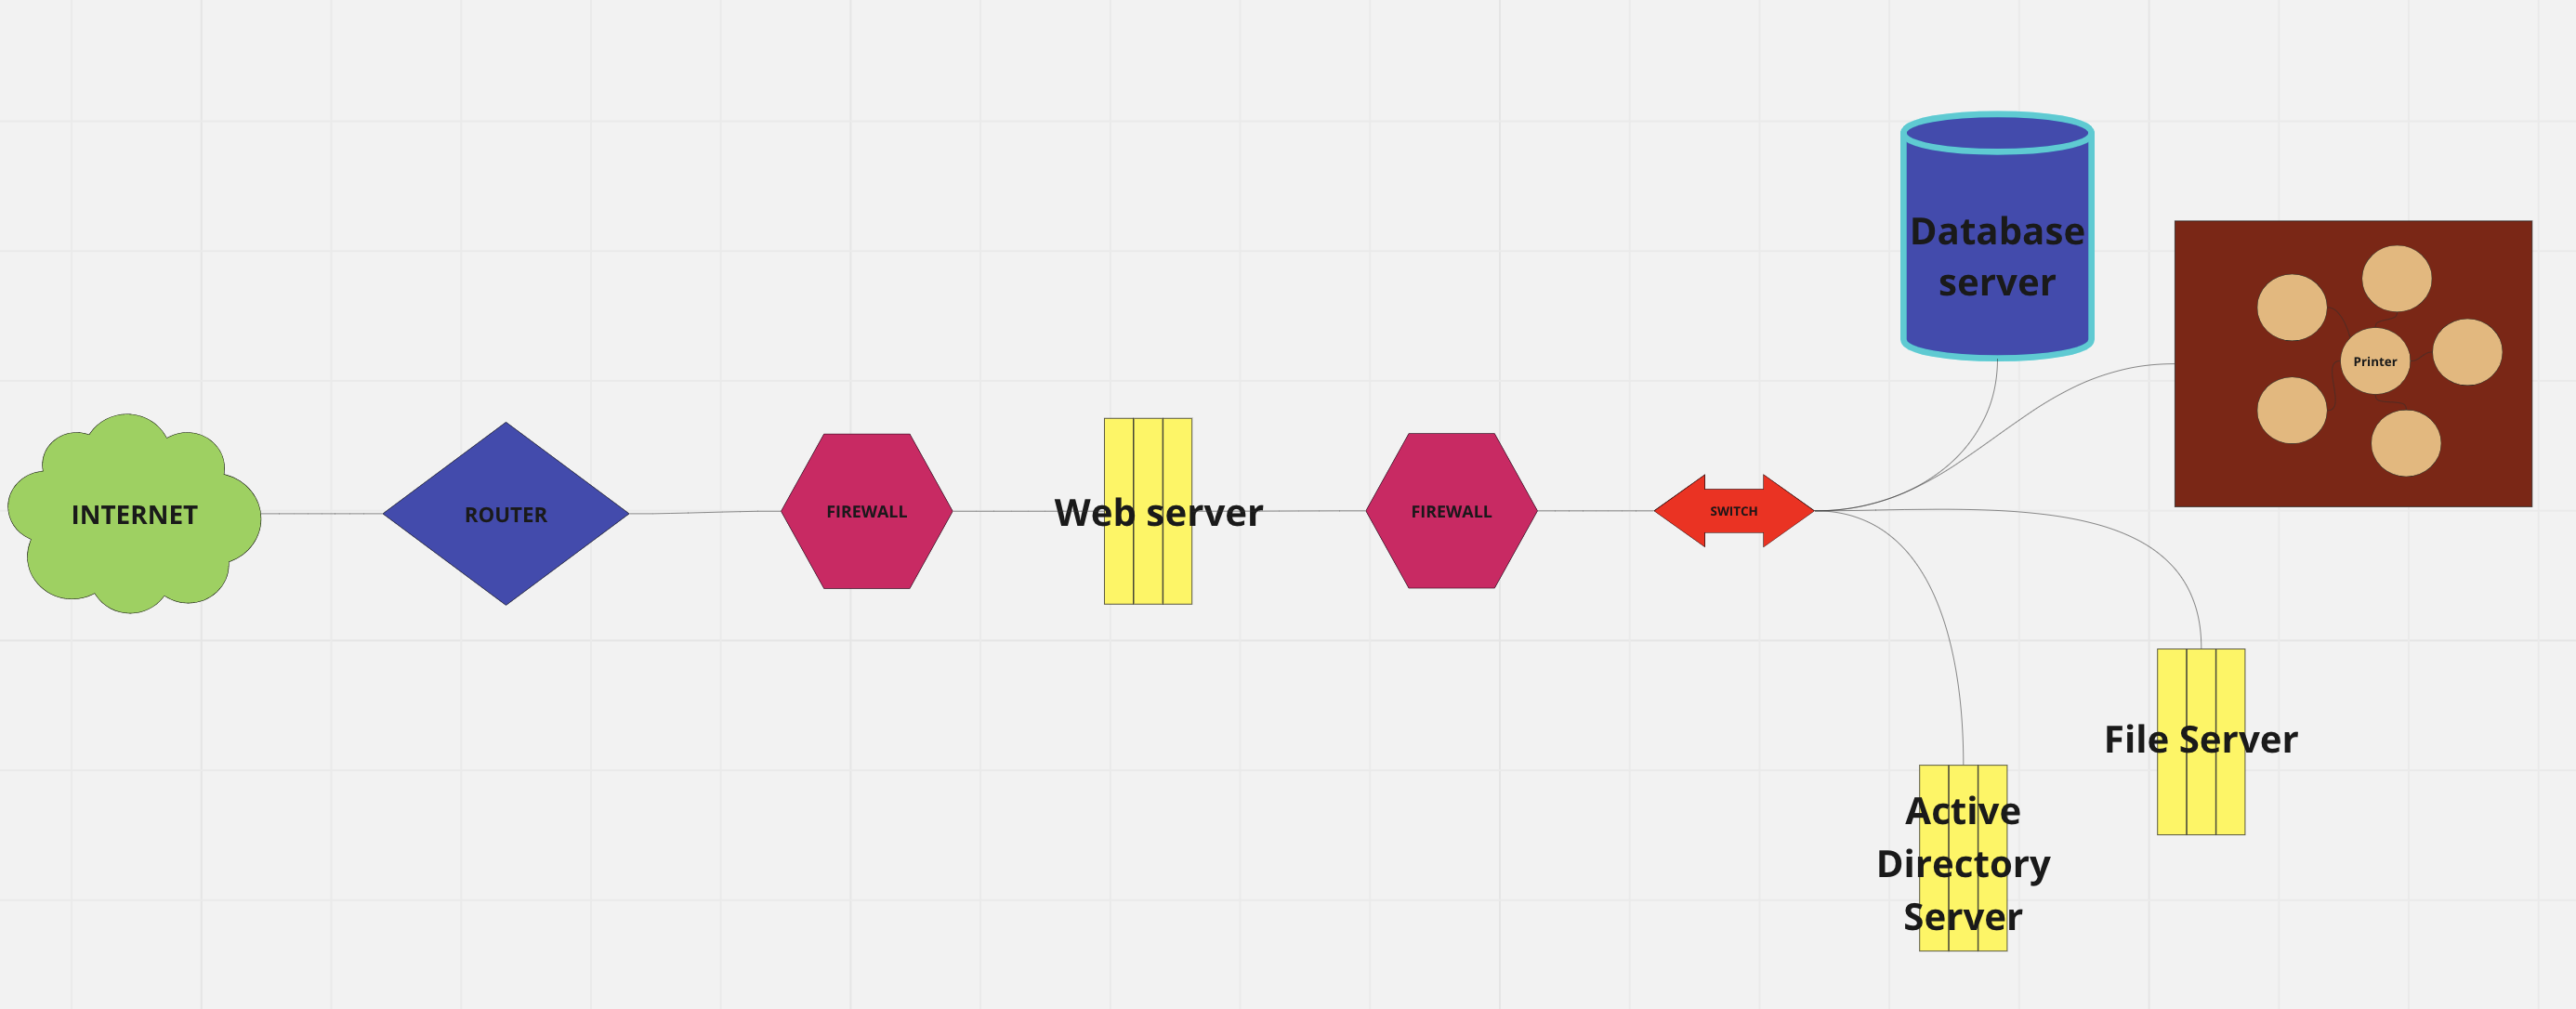 INTERNET
ROUTER
FIREWALL
Web server
FIREWALL
SWITCH
Database
server
Printer
File Server
Active
Directory
Server